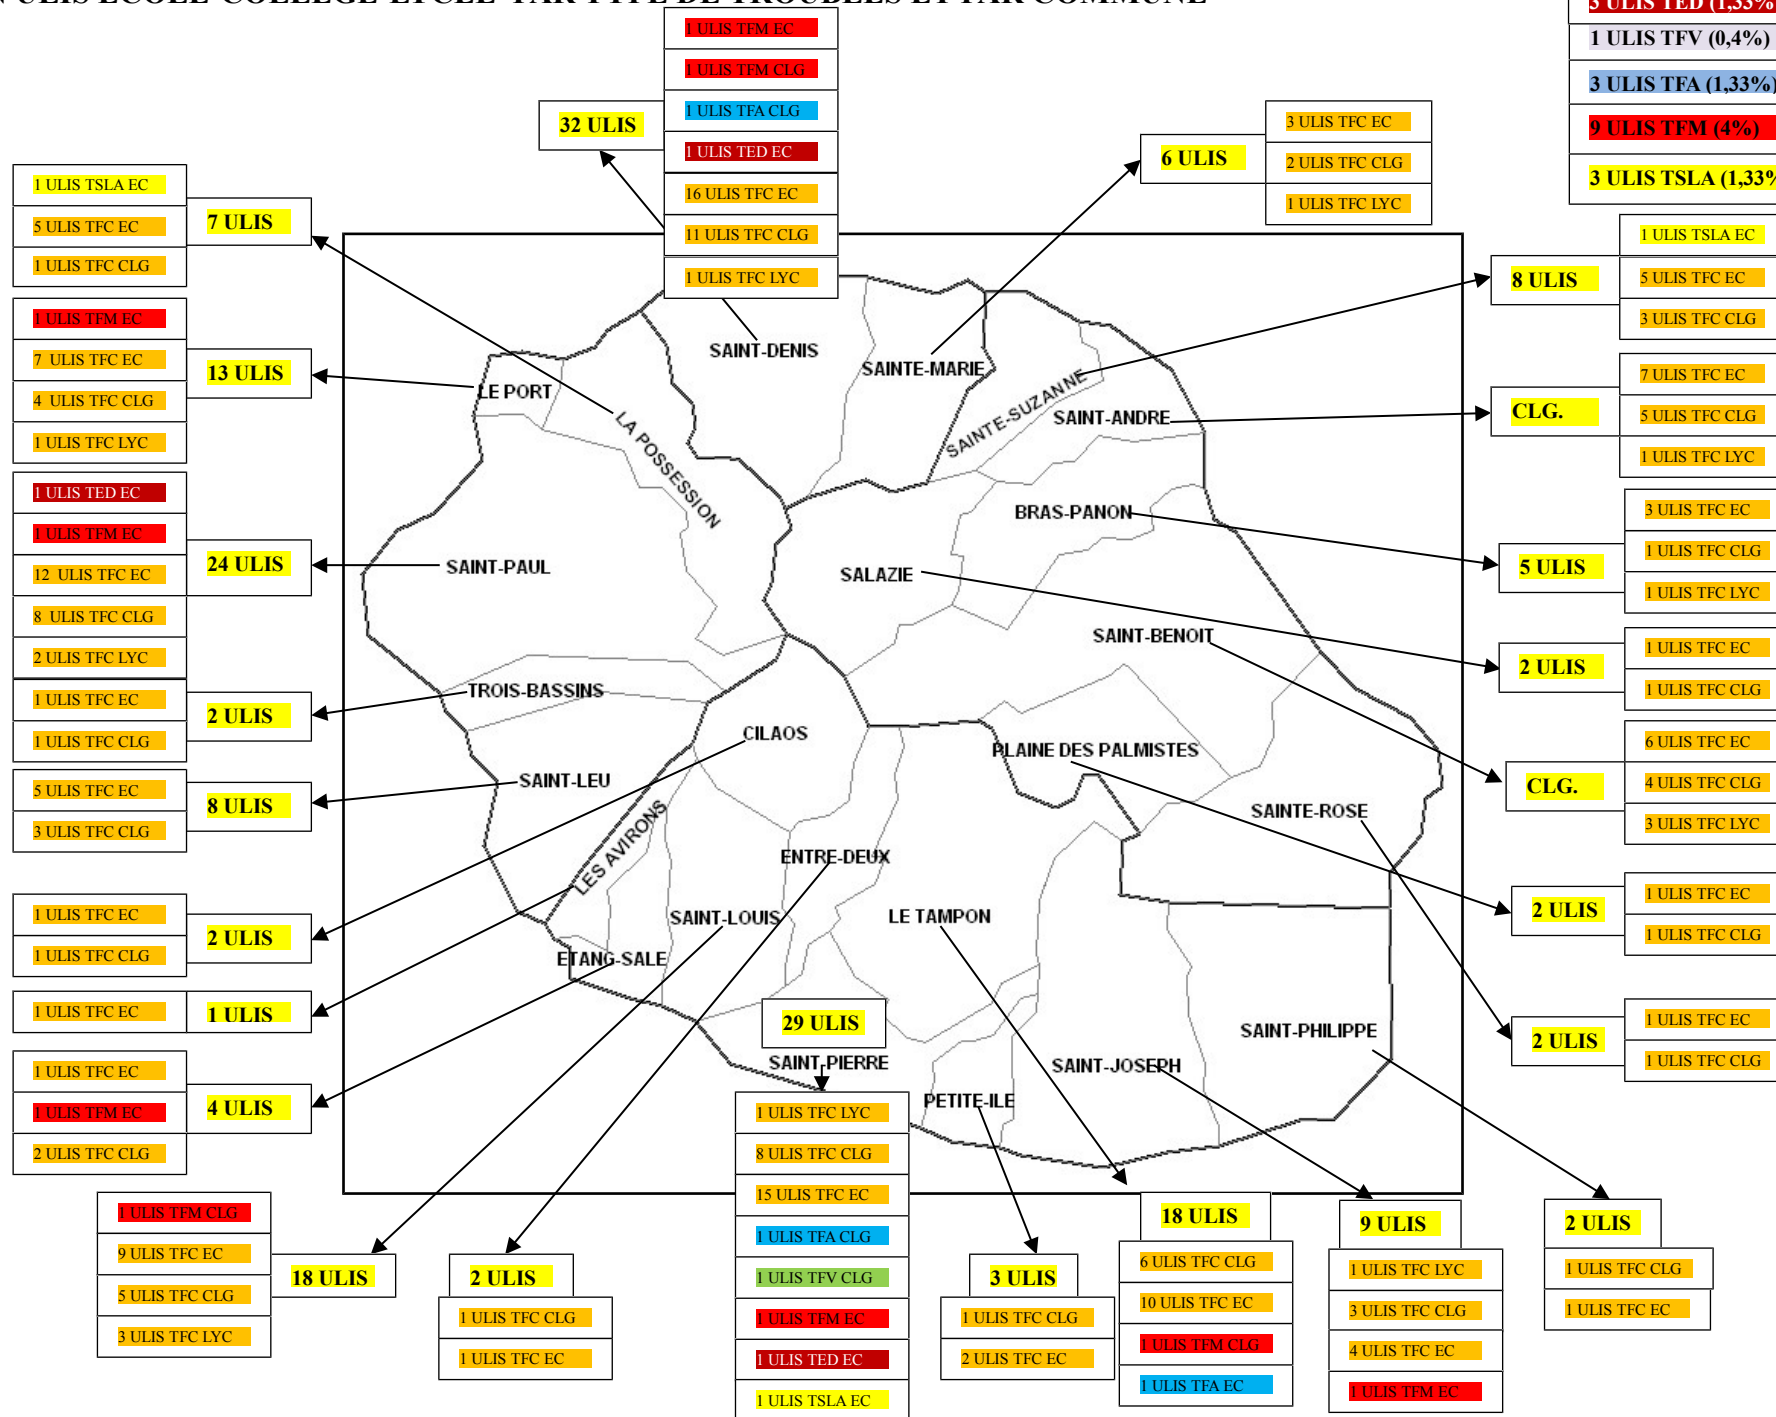 ULIS ECOLE-COLLEGE-LYCEE PAR TYPE DE TROUBLES ET PAR COMMUNE
3 ULIS TED (1,33%
1 ULIS TFV (0,4%)
3 ULIS TFA (1,33%)
9 ULIS TFM (4%)
3 ULIS TSLA (1,33%
32 ULIS
1 ULIS TFM EC
1 ULIS TFM CLG
1 ULIS TFA CLG
1 ULIS TED EC
16 ULIS TFC EC
11 ULIS TFC CLG
1 ULIS TFC LYC
6 ULIS
3 ULIS TFC EC
2 ULIS TFC CLG
1 ULIS TFC LYC
1 ULIS TSLA EC
5 ULIS TFC EC
1 ULIS TFC CLG
7 ULIS
1 ULIS TFM EC
7 ULIS TFC EC
4 ULIS TFC CLG
1 ULIS TFC LYC
13 ULIS
1 ULIS TED EC
1 ULIS TFM EC
12 ULIS TFC EC
8 ULIS TFC CLG
2 ULIS TFC LYC
24 ULIS
1 ULIS TFC EC
1 ULIS TFC CLG
2 ULIS
5 ULIS TFC EC
3 ULIS TFC CLG
8 ULIS
1 ULIS TFC EC
1 ULIS TFC CLG
2 ULIS
1 ULIS TFC EC
1 ULIS
1 ULIS TFC EC
1 ULIS TFM EC
2 ULIS TFC CLG
4 ULIS
SAINT-DENIS
SAINTE-MARIE
SAINTE-SUZANNE
SAINT-ANDRE
LE PORT
LA POSSESSION
BRAS-PANON
SAINT-PAUL
SALAZIE
SAINT-BENOIT
TROIS-BASSINS
CILAOS
PLAINE DES PALMISTES
SAINT-LEU
SAINTE-ROSE
LES AVIRONS
ENTRE-DEUX
SAINT-LOUIS
LE TAMPON
ETANG-SALE
29 ULIS
SAINT-PIERRE
SAINT-PHILIPPE
SAINT-JOSEPH
PETITE-ILE
8 ULIS
1 ULIS TSLA EC
5 ULIS TFC EC
3 ULIS TFC CLG
CLG.
7 ULIS TFC EC
5 ULIS TFC CLG
1 ULIS TFC LYC
5 ULIS
3 ULIS TFC EC
1 ULIS TFC CLG
1 ULIS TFC LYC
2 ULIS
1 ULIS TFC EC
1 ULIS TFC CLG
CLG.
6 ULIS TFC EC
4 ULIS TFC CLG
3 ULIS TFC LYC
2 ULIS
1 ULIS TFC EC
1 ULIS TFC CLG
2 ULIS
1 ULIS TFC EC
1 ULIS TFC CLG
1 ULIS TFM CLG
9 ULIS TFC EC
5 ULIS TFC CLG
3 ULIS TFC LYC
18 ULIS
2 ULIS
1 ULIS TFC CLG
1 ULIS TFC EC
1 ULIS TFC LYC
8 ULIS TFC CLG
15 ULIS TFC EC
1 ULIS TFA CLG
1 ULIS TFV CLG
1 ULIS TFM EC
1 ULIS TED EC
1 ULIS TSLA EC
3 ULIS
1 ULIS TFC CLG
2 ULIS TFC EC
18 ULIS
6 ULIS TFC CLG
10 ULIS TFC EC
1 ULIS TFM CLG
1 ULIS TFA EC
9 ULIS
1 ULIS TFC LYC
3 ULIS TFC CLG
4 ULIS TFC EC
1 ULIS TFM EC
2 ULIS
1 ULIS TFC CLG
1 ULIS TFC EC